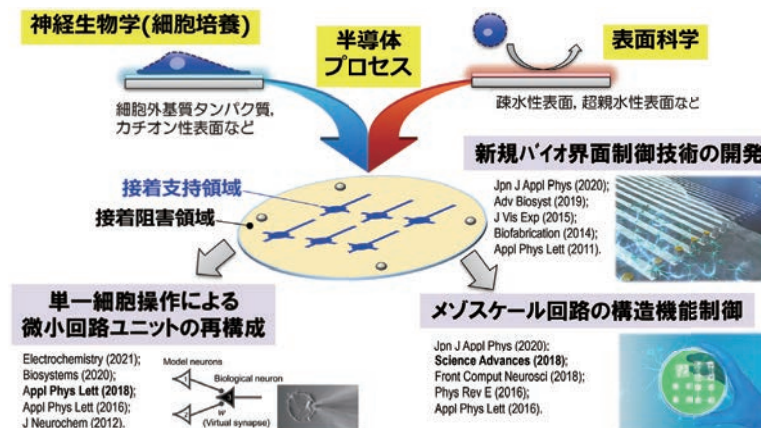 神経生物学(細胞培養)
半導体
プロセス
表面科学
細胞外基質タンパク質,
カチオン性表面など
疎水性表面, 超親水性表面など
接着支持領域
接着阻害領域
新規バイオ界面制御技術の開発
Jpn J Appl Phys (2020);
Adv Biosyst (2019);
J Vis Exp (2015);
Biofabrication (2014);
Appl Phys Lett (2011).
単一細胞操作による
微小回路ユニットの再構成
Electrochemistry (2021);
Biosystems (2020);
Appl Phys Lett (2018);
Appl Phys Lett (2016);
J Neurochem (2012).
Model neurons
Biological neuron
1
2
w
(Virtual synapse)
メゾスケール回路の構造機能制御
Jpn J Appl Phys (2020);
Science Advances (2018);
Front Comput Neurosci (2018);
Phys Rev E (2016);
Appl Phys Lett (2016).